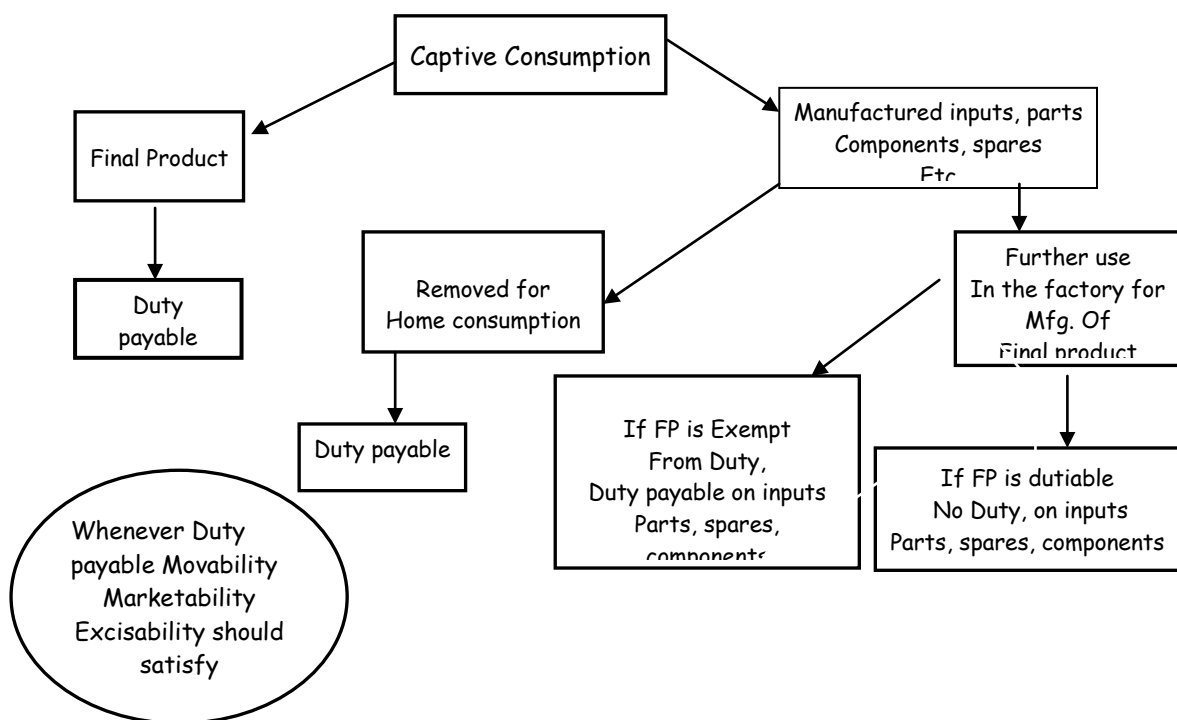 Captive Consumption
Final Product
Manufactured inputs, parts
Components, spares
Etc
Duty
payable
Removed for
Home consumption
Further use
In the factory for
Mfg. Of
Final product
Duty payable
If FP is Exempt
From Duty,
Duty payable on inputs
Parts, spares,
components
If FP is dutiable
No Duty, on inputs
Parts, spares, components
Whenever Duty
payable Movability
Marketability
Excisability should
satisfy